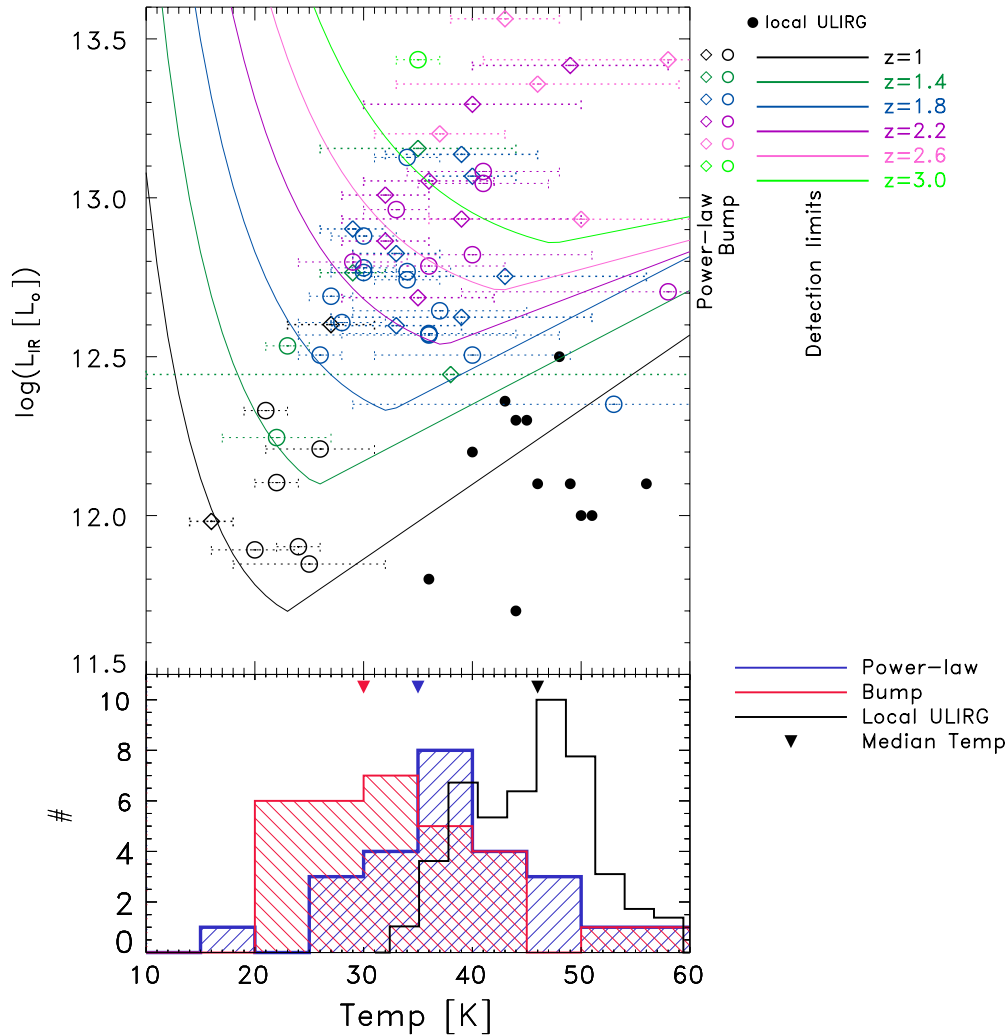 local ULIRG
z=1
z=1.4
z=1.8
z=2.2
z=2.6
z=3.0
Power-law
Bump
Detection limits
log(L_IR [L_o])
13.5
13.0
12.5
12.0
11.5
Power-law
Bump
Local ULIRG
Median Temp
#
10
8
6
4
2
0
10 20 30 40 50 60
Temp [K]